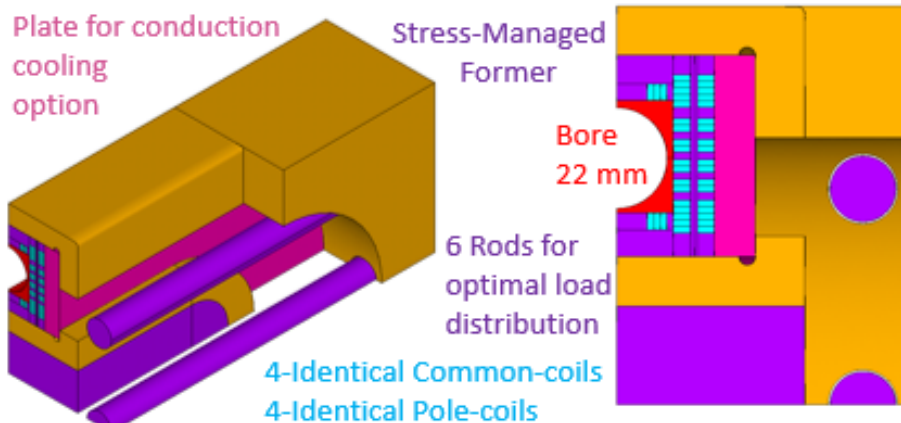 Plate for conduction
cooling
option
Stress-Managed
Former
Bore
22 mm
6 Rods for
optimal load
distribution
4-Identical Common-coils
4-Identical Pole-coils